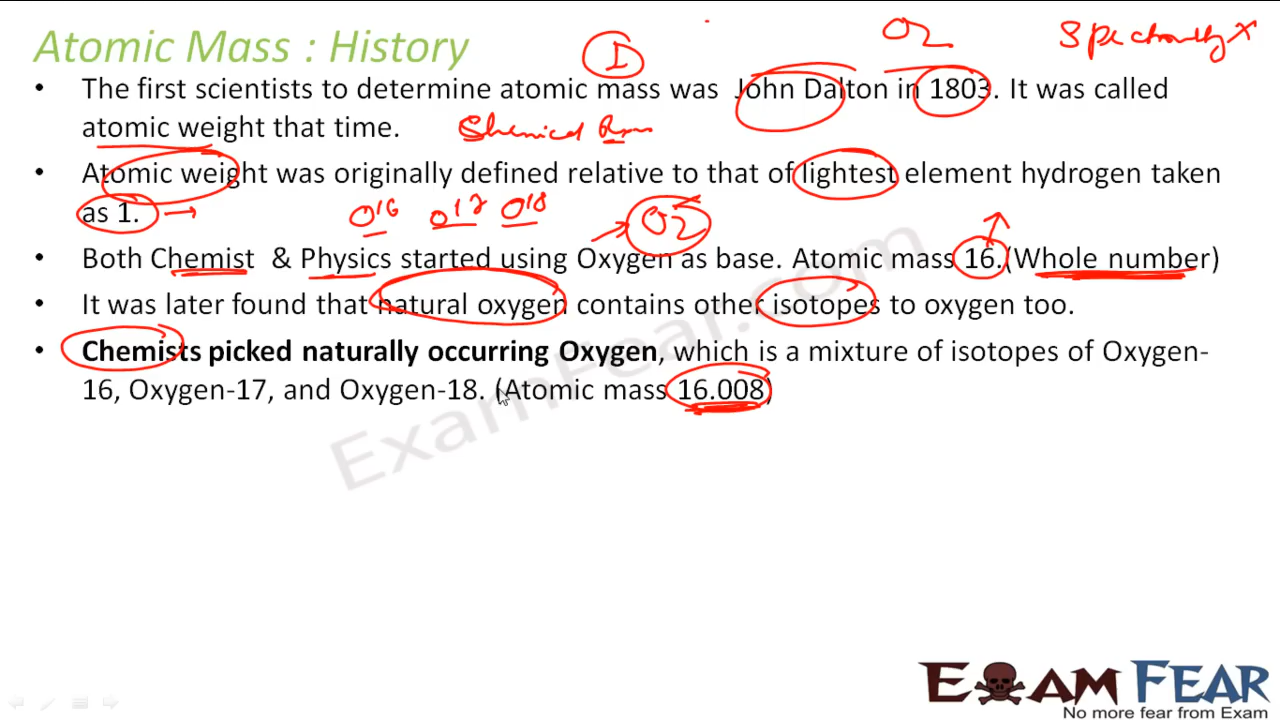 Atomic Mass : History
I
O2
• The first scientists to determine atomic mass was John Dalton in 1803. It was called
atomic weight that time.
Chemical
• Atomic weight was originally defined relative to that of lightest element hydrogen taken
as 1.
O16 O17 O18 O2
• Both Chemist & Physics started using Oxygen as base. Atomic mass 16.(Whole number)
• It was later found that natural oxygen contains other isotopes to oxygen too.
• Chemists picked naturally occurring Oxygen, which is a mixture of isotopes of Oxygen-
16, Oxygen-17, and Oxygen-18. (Atomic mass 16.008)
ExamFear.com
EXAM FEAR
No more fear from Exam